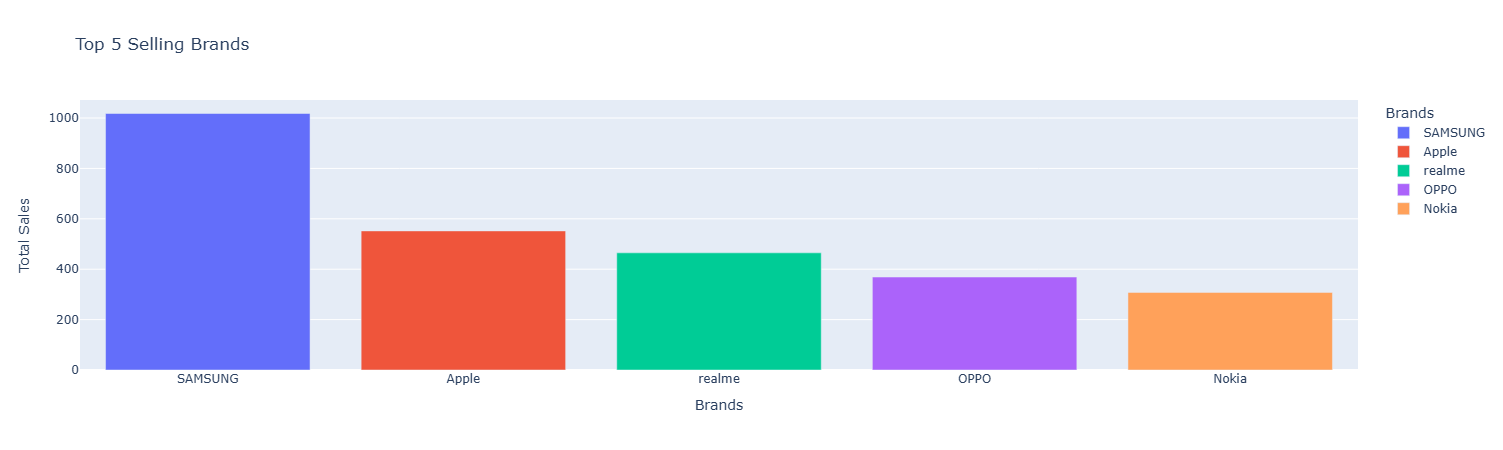 Top 5 Selling Brands
Total Sales
1000
800
600
400
200
0
SAMSUNG
Apple
realme
OPPO
Nokia
Brands
Brands
SAMSUNG
Apple
realme
OPPO
Nokia